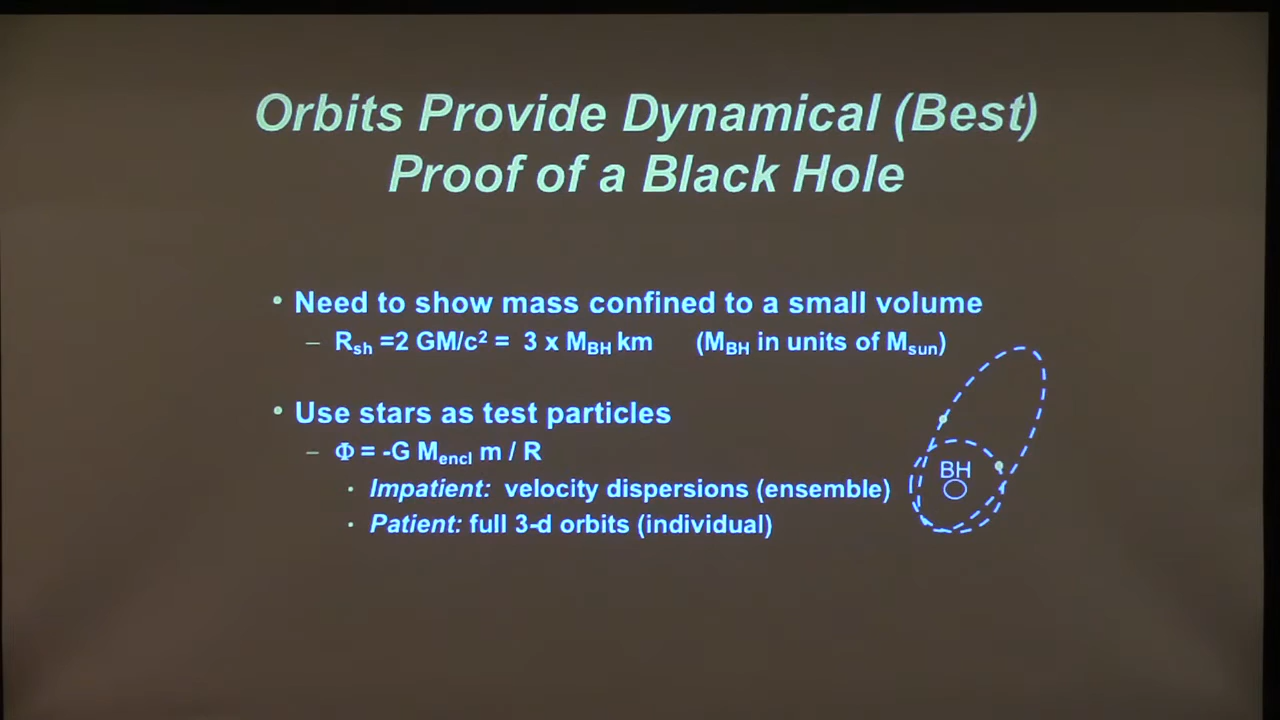 Orbits Provide Dynamical (Best)
Proof of a Black Hole
• Need to show mass confined to a small volume
– Rsh =2 GM/c² = 3 x MBH km (MBH in units of Msun)
• Use stars as test particles
– Φ = -G Mencl m / R
• Impatient: velocity dispersions (ensemble)
• Patient: full 3-d orbits (individual)
BH